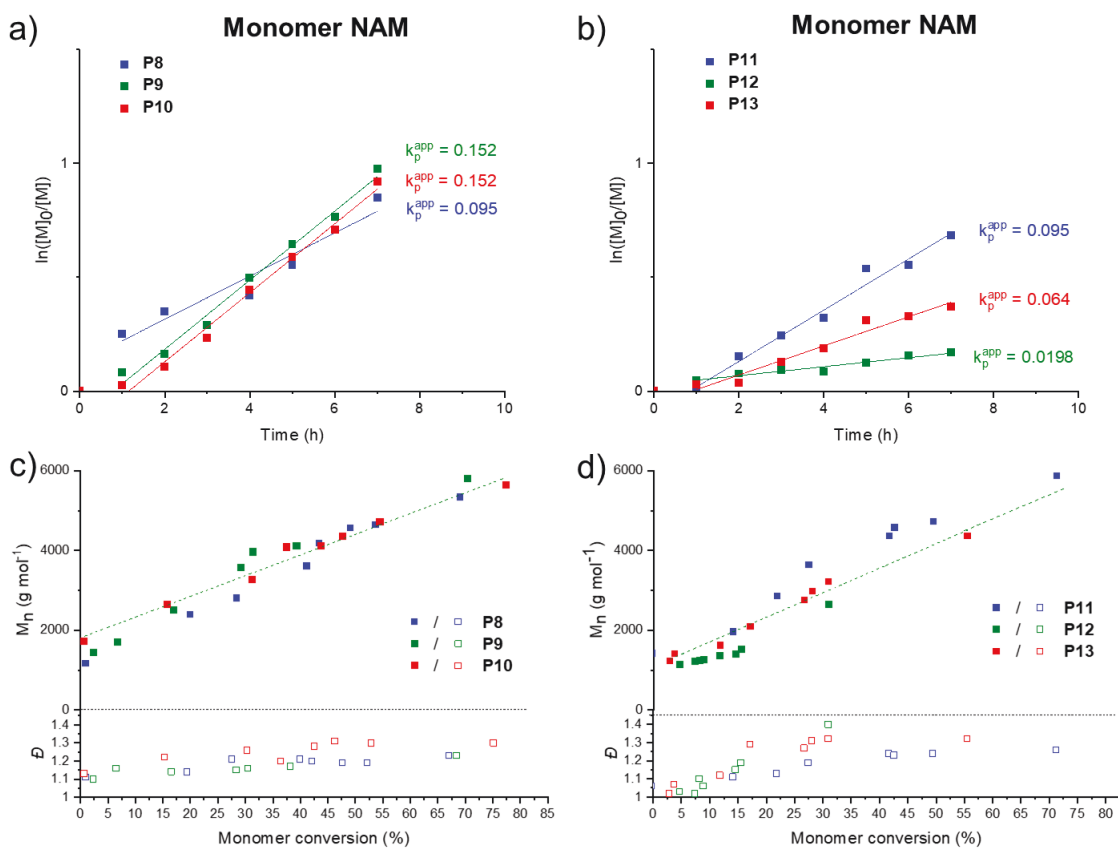 a)
Monomer NAM
P8
P9
P10
k_p^app = 0.152
k_p^app = 0.152
k_p^app = 0.095
1
0
ln([M]0/[M])
0 2 4 6 8 10
Time (h)
b)
Monomer NAM
P11
P12
P13
k_p^app = 0.095
k_p^app = 0.064
k_p^app = 0.0198
1
0
ln([M]0/[M])
0 2 4 6 8 10
Time (h)
c)
6000
4000
2000
0
Mn (g mol-1)
/ P8
/ P9
/ P10
1.4
1.3
1.2
1.1
1
Đ
0 5 10 15 20 25 30 35 40 45 50 55 60 65 70 75 80 85
Monomer conversion (%)
d)
6000
4000
2000
0
Mn (g mol-1)
/ P11
/ P12
/ P13
1.4
1.3
1.2
1.1
1
Đ
0 5 10 15 20 25 30 35 40 45 50 55 60 65 70 75 80
Monomer conversion (%)